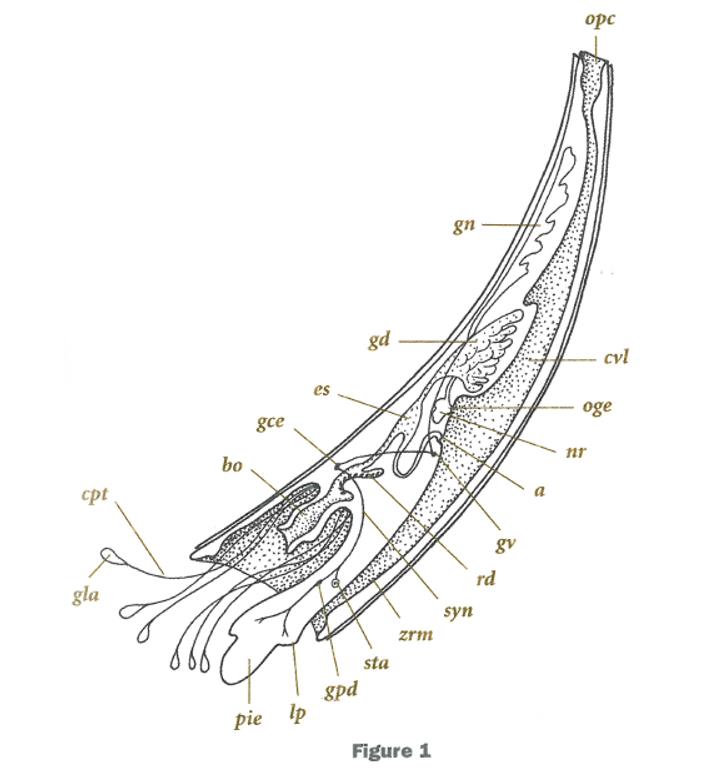 opc
gn
gd
cvl
es
oge
gce
nr
bo
a
cpt
gv
gla
rd
syn
zrm
sta
gpd
lp
pie
Figure 1